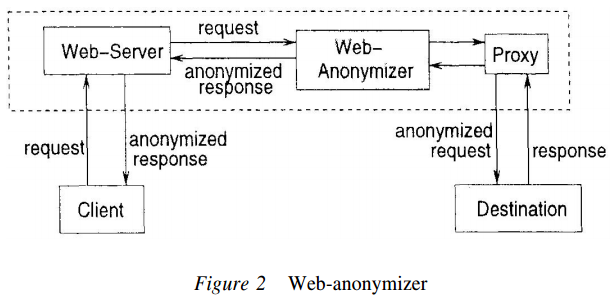 request
Web-Server
Web-
Anonymizer
Proxy
anonymized
response
request
anonymized
response
anonymized
request
response
Client
Destination
Figure 2 Web-anonymizer